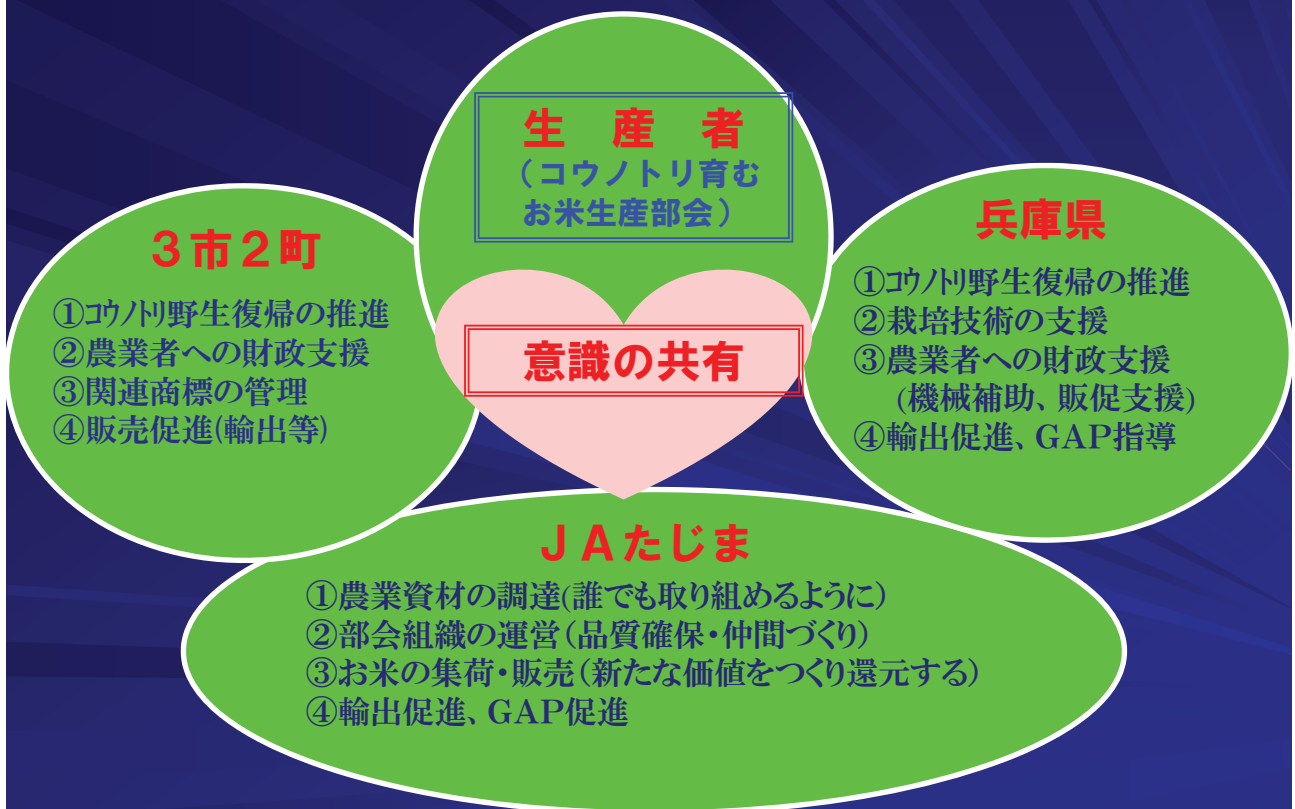 生 産 者
（コウノトリ育む
お米生産部会）
意識の共有
３市２町
①コウノトリ野生復帰の推進
②農業者への財政支援
③関連商標の管理
④販売促進(輸出等)
兵庫県
①コウノトリ野生復帰の推進
②栽培技術の支援
③農業者への財政支援
(機械補助、販促支援)
④輸出促進、GAP指導
ＪＡたじま
①農業資材の調達(誰でも取り組めるように）
②部会組織の運営（品質確保・仲間づくり）
③お米の集荷・販売（新たな価値をつくり還元する）
④輸出促進、GAP促進